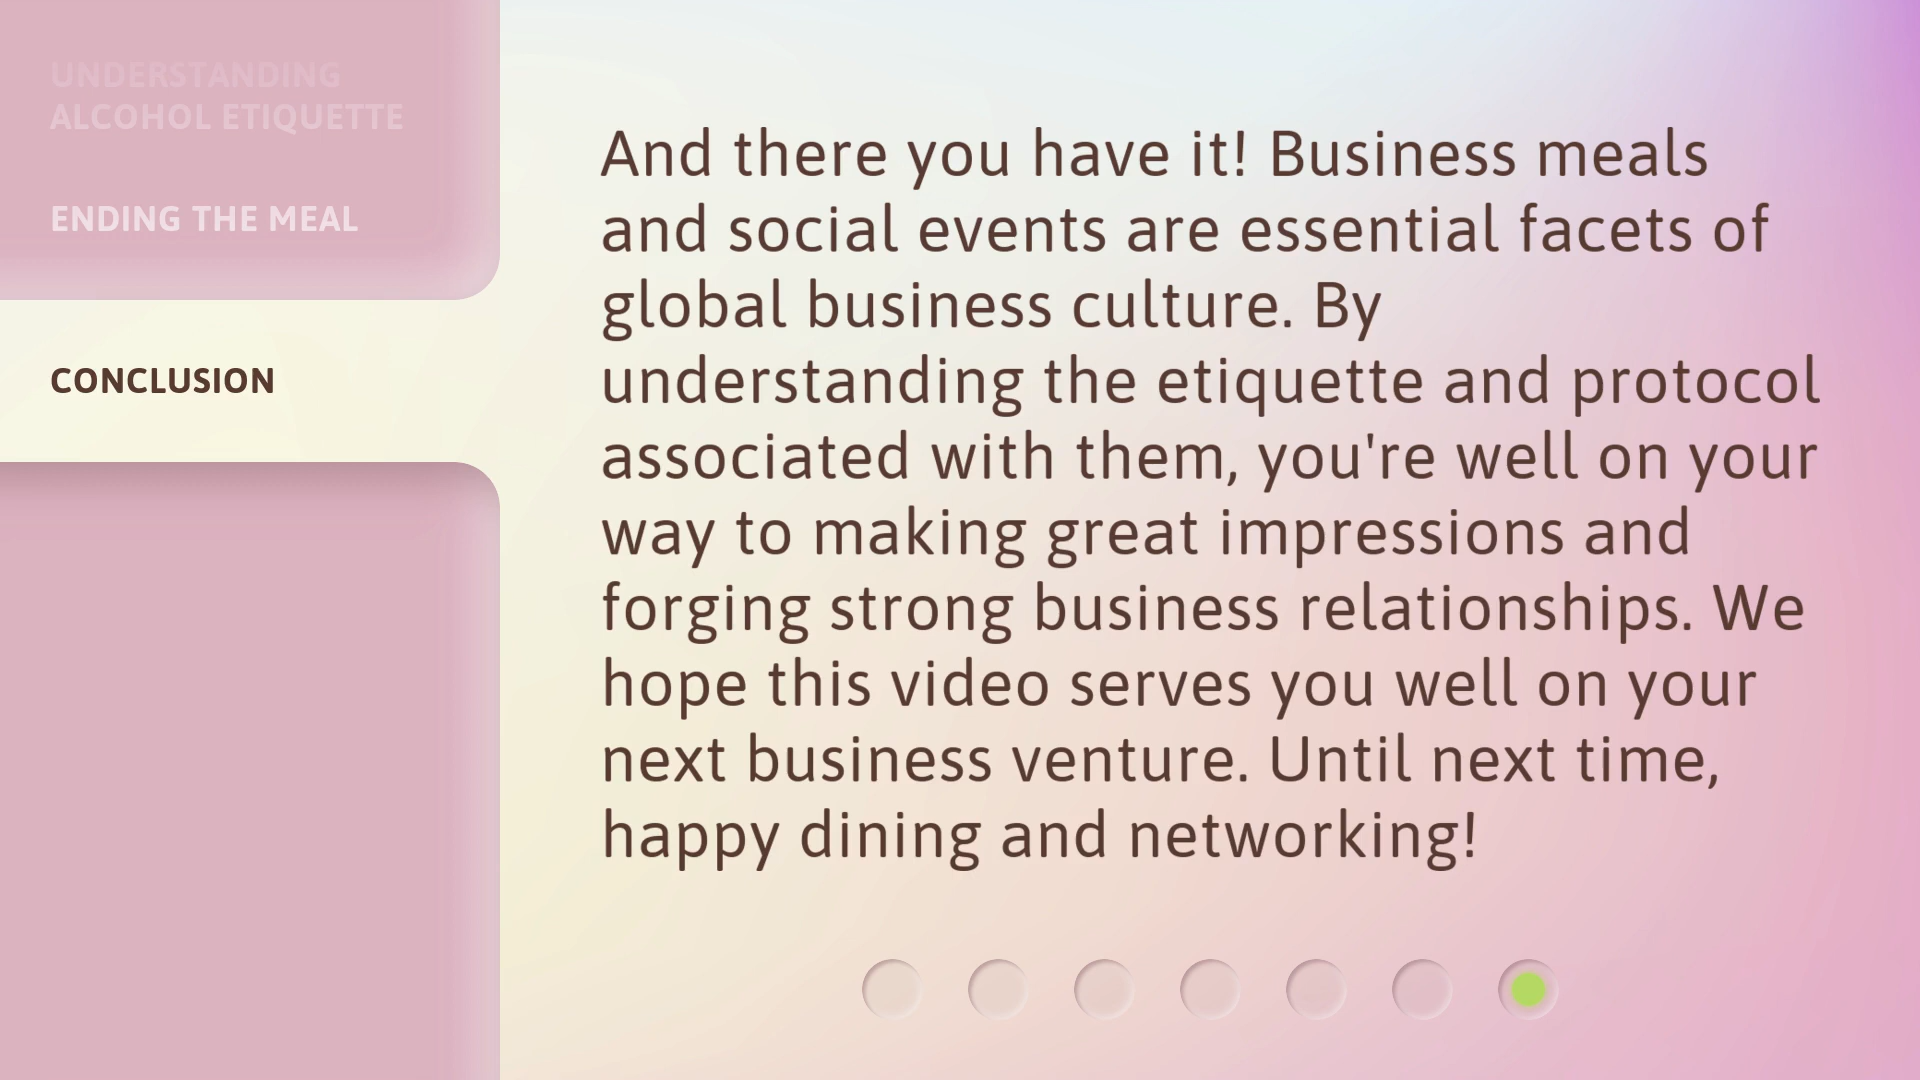 UNDERSTANDING
ALCOHOL ETIQUETTE
ENDING THE MEAL
CONCLUSION
And there you have it! Business meals
and social events are essential facets of
global business culture. By
understanding the etiquette and protocol
associated with them, you're well on your
way to making great impressions and
forging strong business relationships. We
hope this video serves you well on your
next business venture. Until next time,
happy dining and networking!